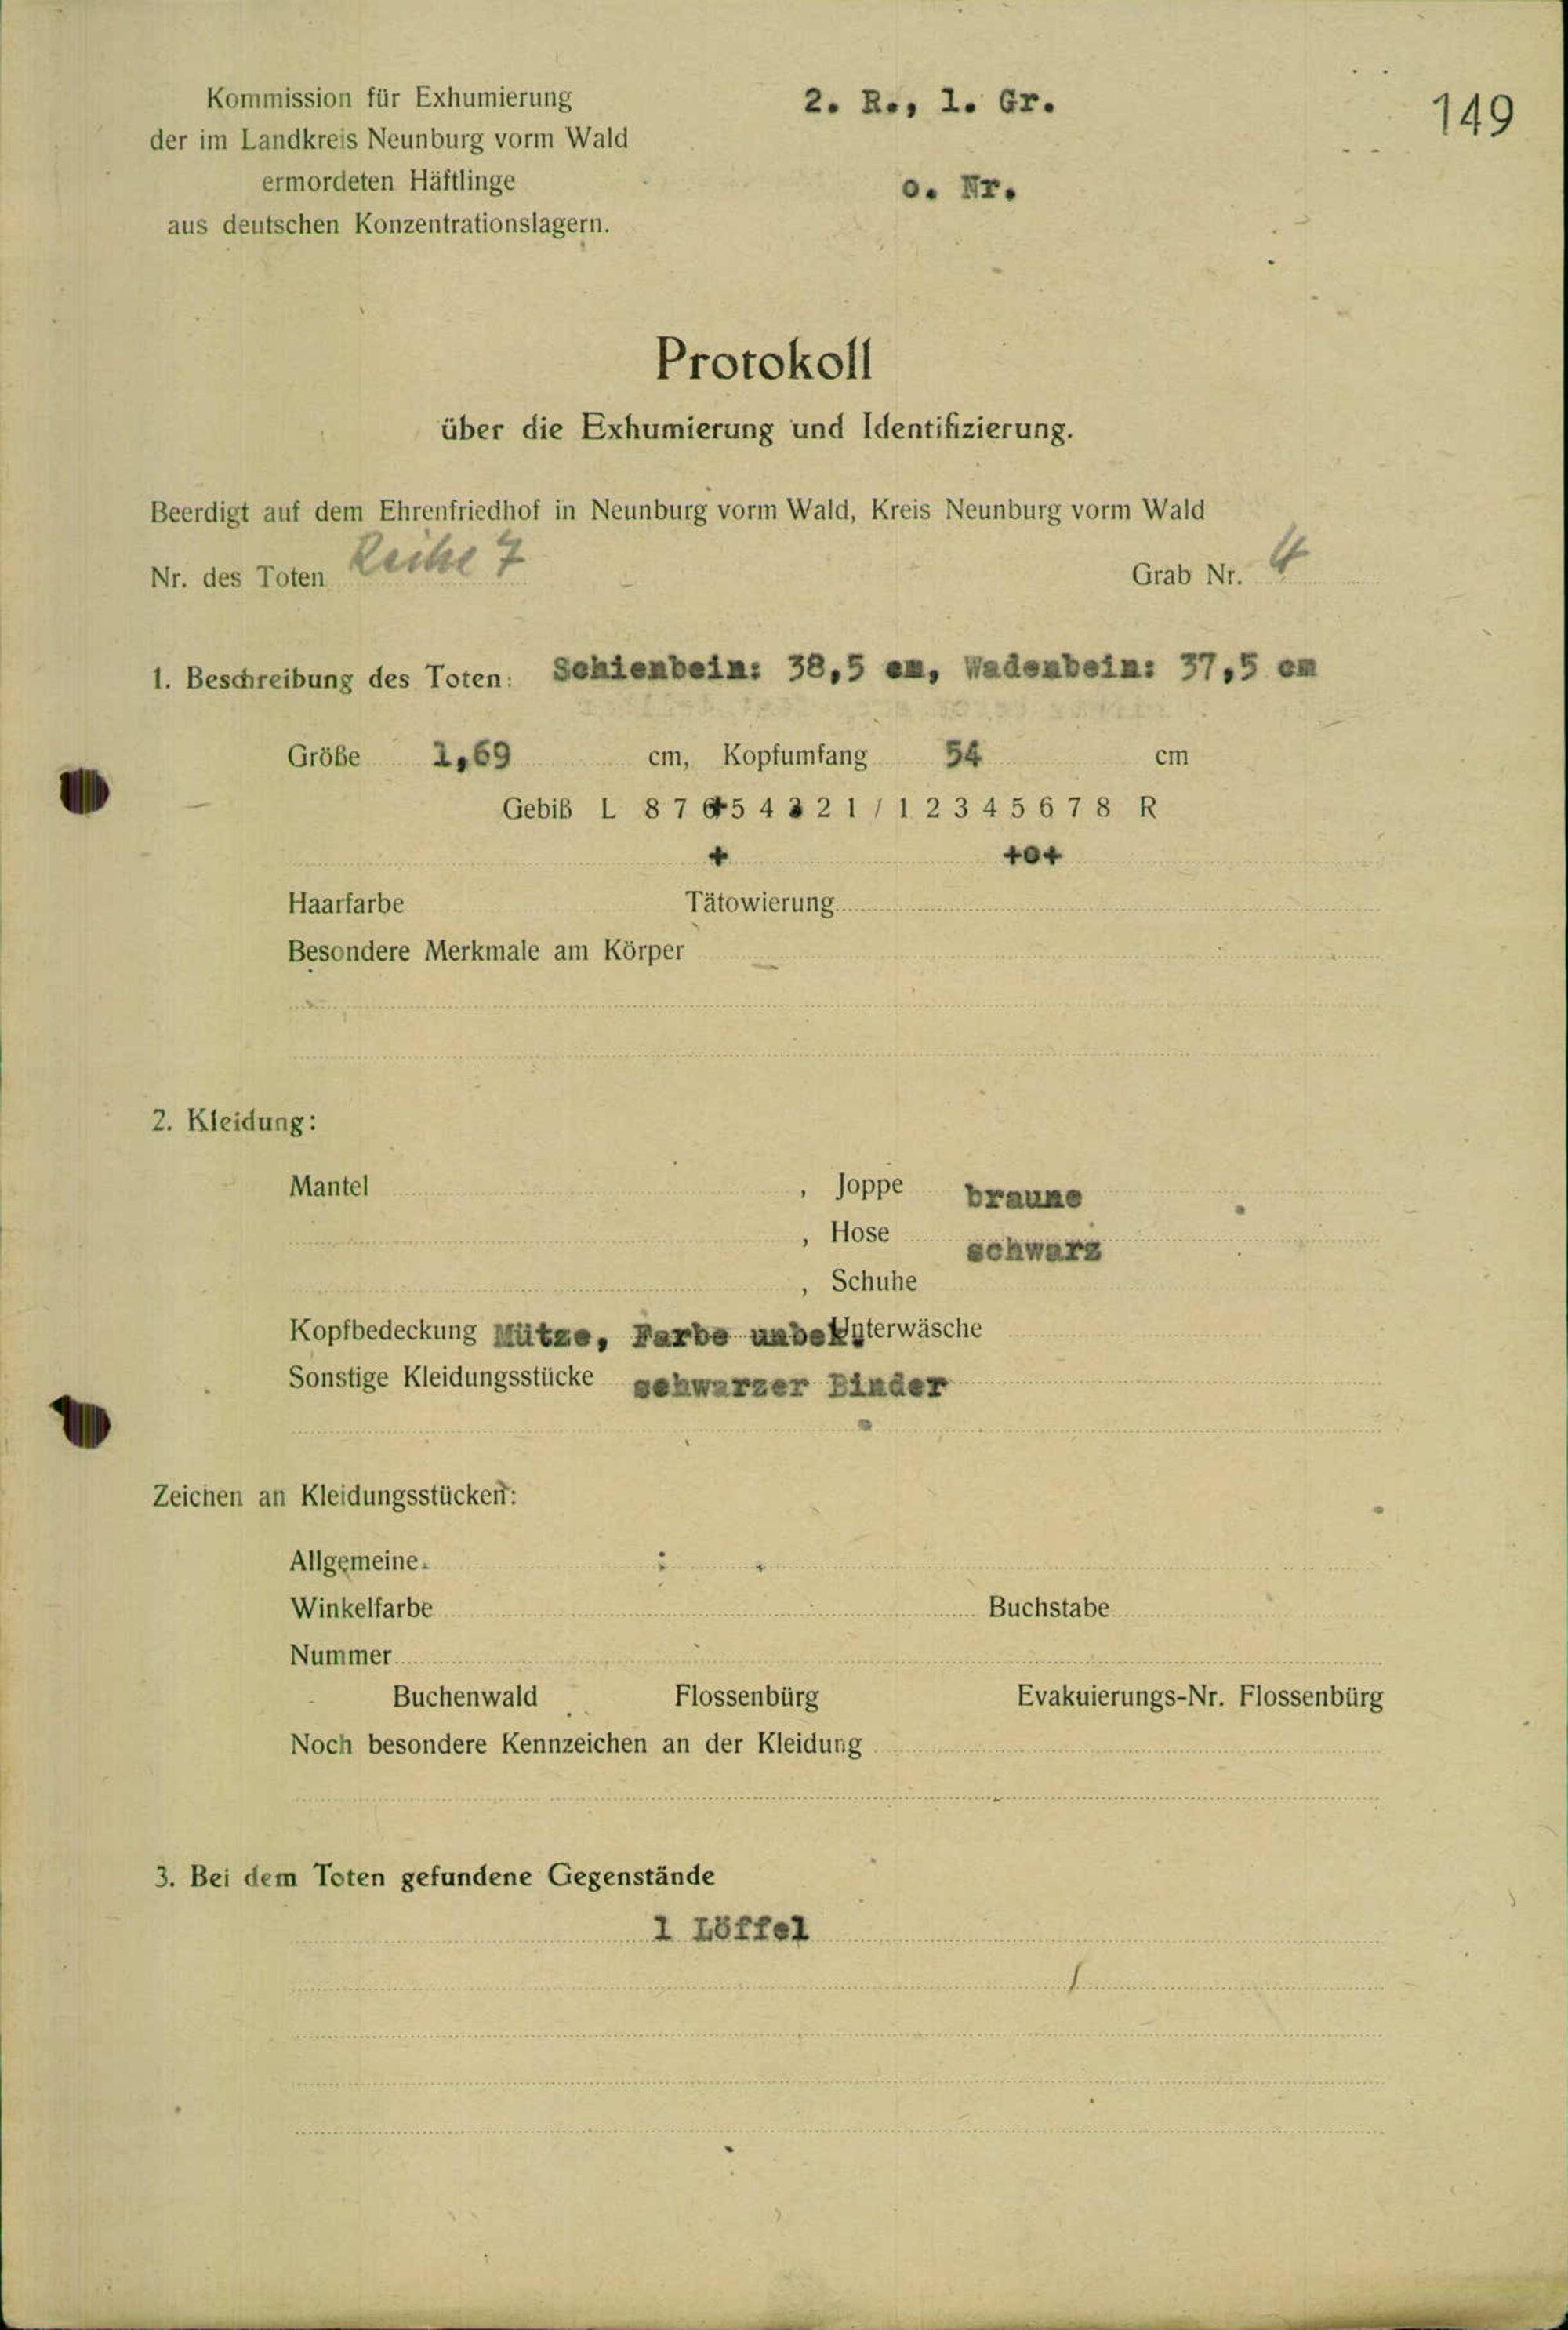 Kommission für Exhumierung
der im Landkreis Neunburg vorm Wald
ermordeten Häftlinge
aus deutschen Konzentrationslagern.
2. R., 1. Gr.
o. Nr.
149
Protokoll
über die Exhumierung und Identifizierung.
Beerdigt auf dem Ehrenfriedhof in Neunburg vorm Wald, Kreis Neunburg vorm Wald
Nr. des Toten Reihe 7 Grab Nr. 4
1. Beschreibung des Toten: Schienbein: 38,5 cm, Wadenbein: 37,5 cm
Größe 1,69 cm, Kopfumfang 54 cm
Gebiß L 8 7 6 5 4 3 2 1 / 1 2 3 4 5 6 7 8 R
+ +o+
Haarfarbe Tätowierung
Besondere Merkmale am Körper
2. Kleidung:
Mantel , Joppe braune
, Hose schwarz
, Schuhe
Kopfbedeckung Mütze, Farbe unbek Unterwäsche
Sonstige Kleidungsstücke schwarzer Binder
Zeichen an Kleidungsstücken:
Allgemeine
Winkelfarbe Buchstabe
Nummer
Buchenwald Flossenbürg Evakuierungs-Nr. Flossenbürg
Noch besondere Kennzeichen an der Kleidung
3. Bei dem Toten gefundene Gegenstände
1 Löffel